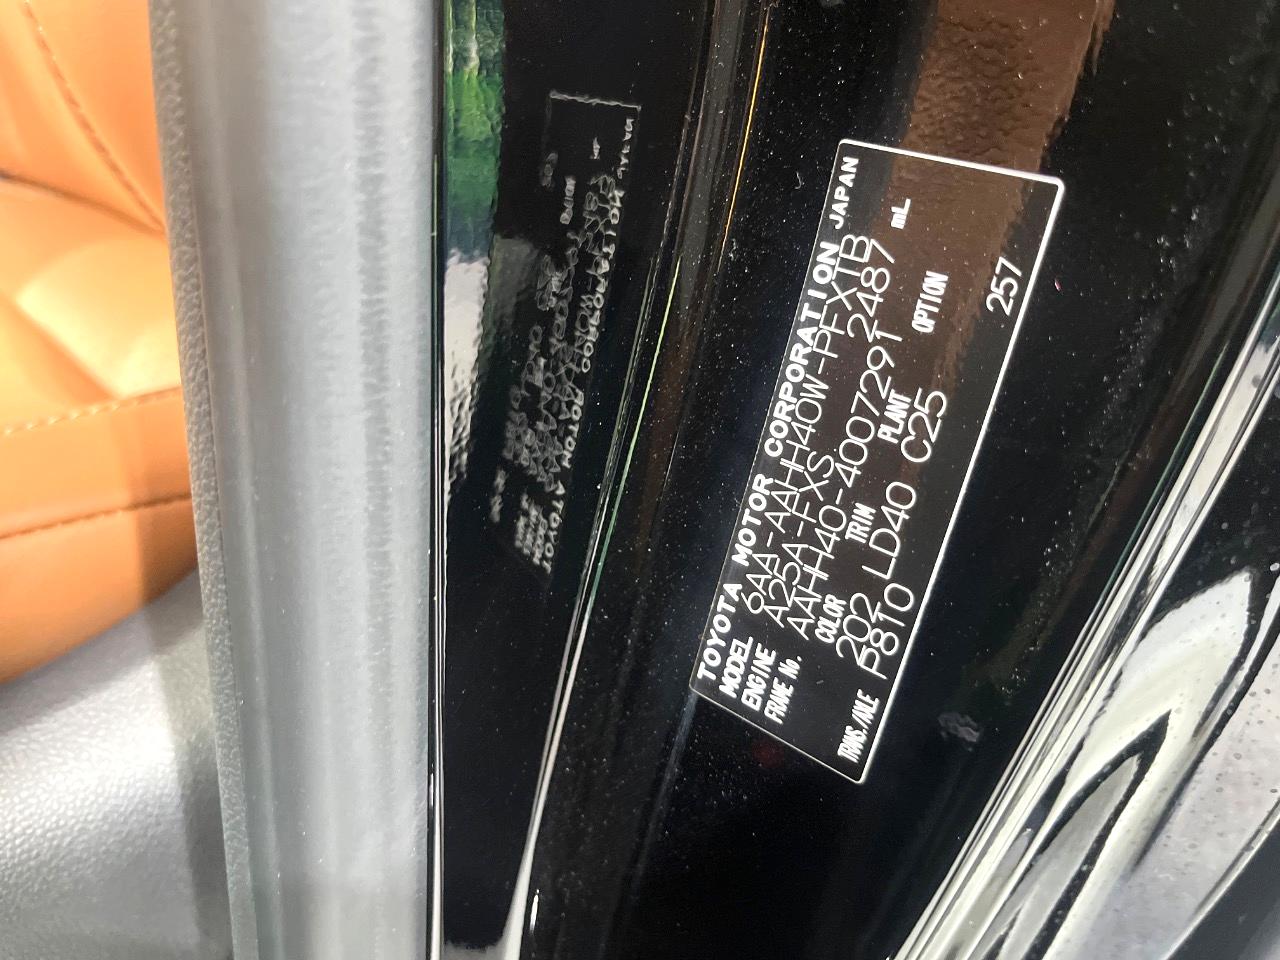 TOYOTA MOTOR CORPORATION JAPAN
MODEL 6AA-AAHH40W-PFXTB
ENGINE A25A-FXS 2487 mL
FRAME No. AAHH40-4007291
COLOR TRIM PLANT OPTION
202 LD40 C25
TRANS./AXLE P810 257